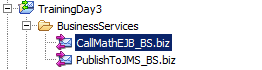 TrainingDay3
BusinessServices
CallMathEJB_BS.biz
PublishToJMS_BS.biz